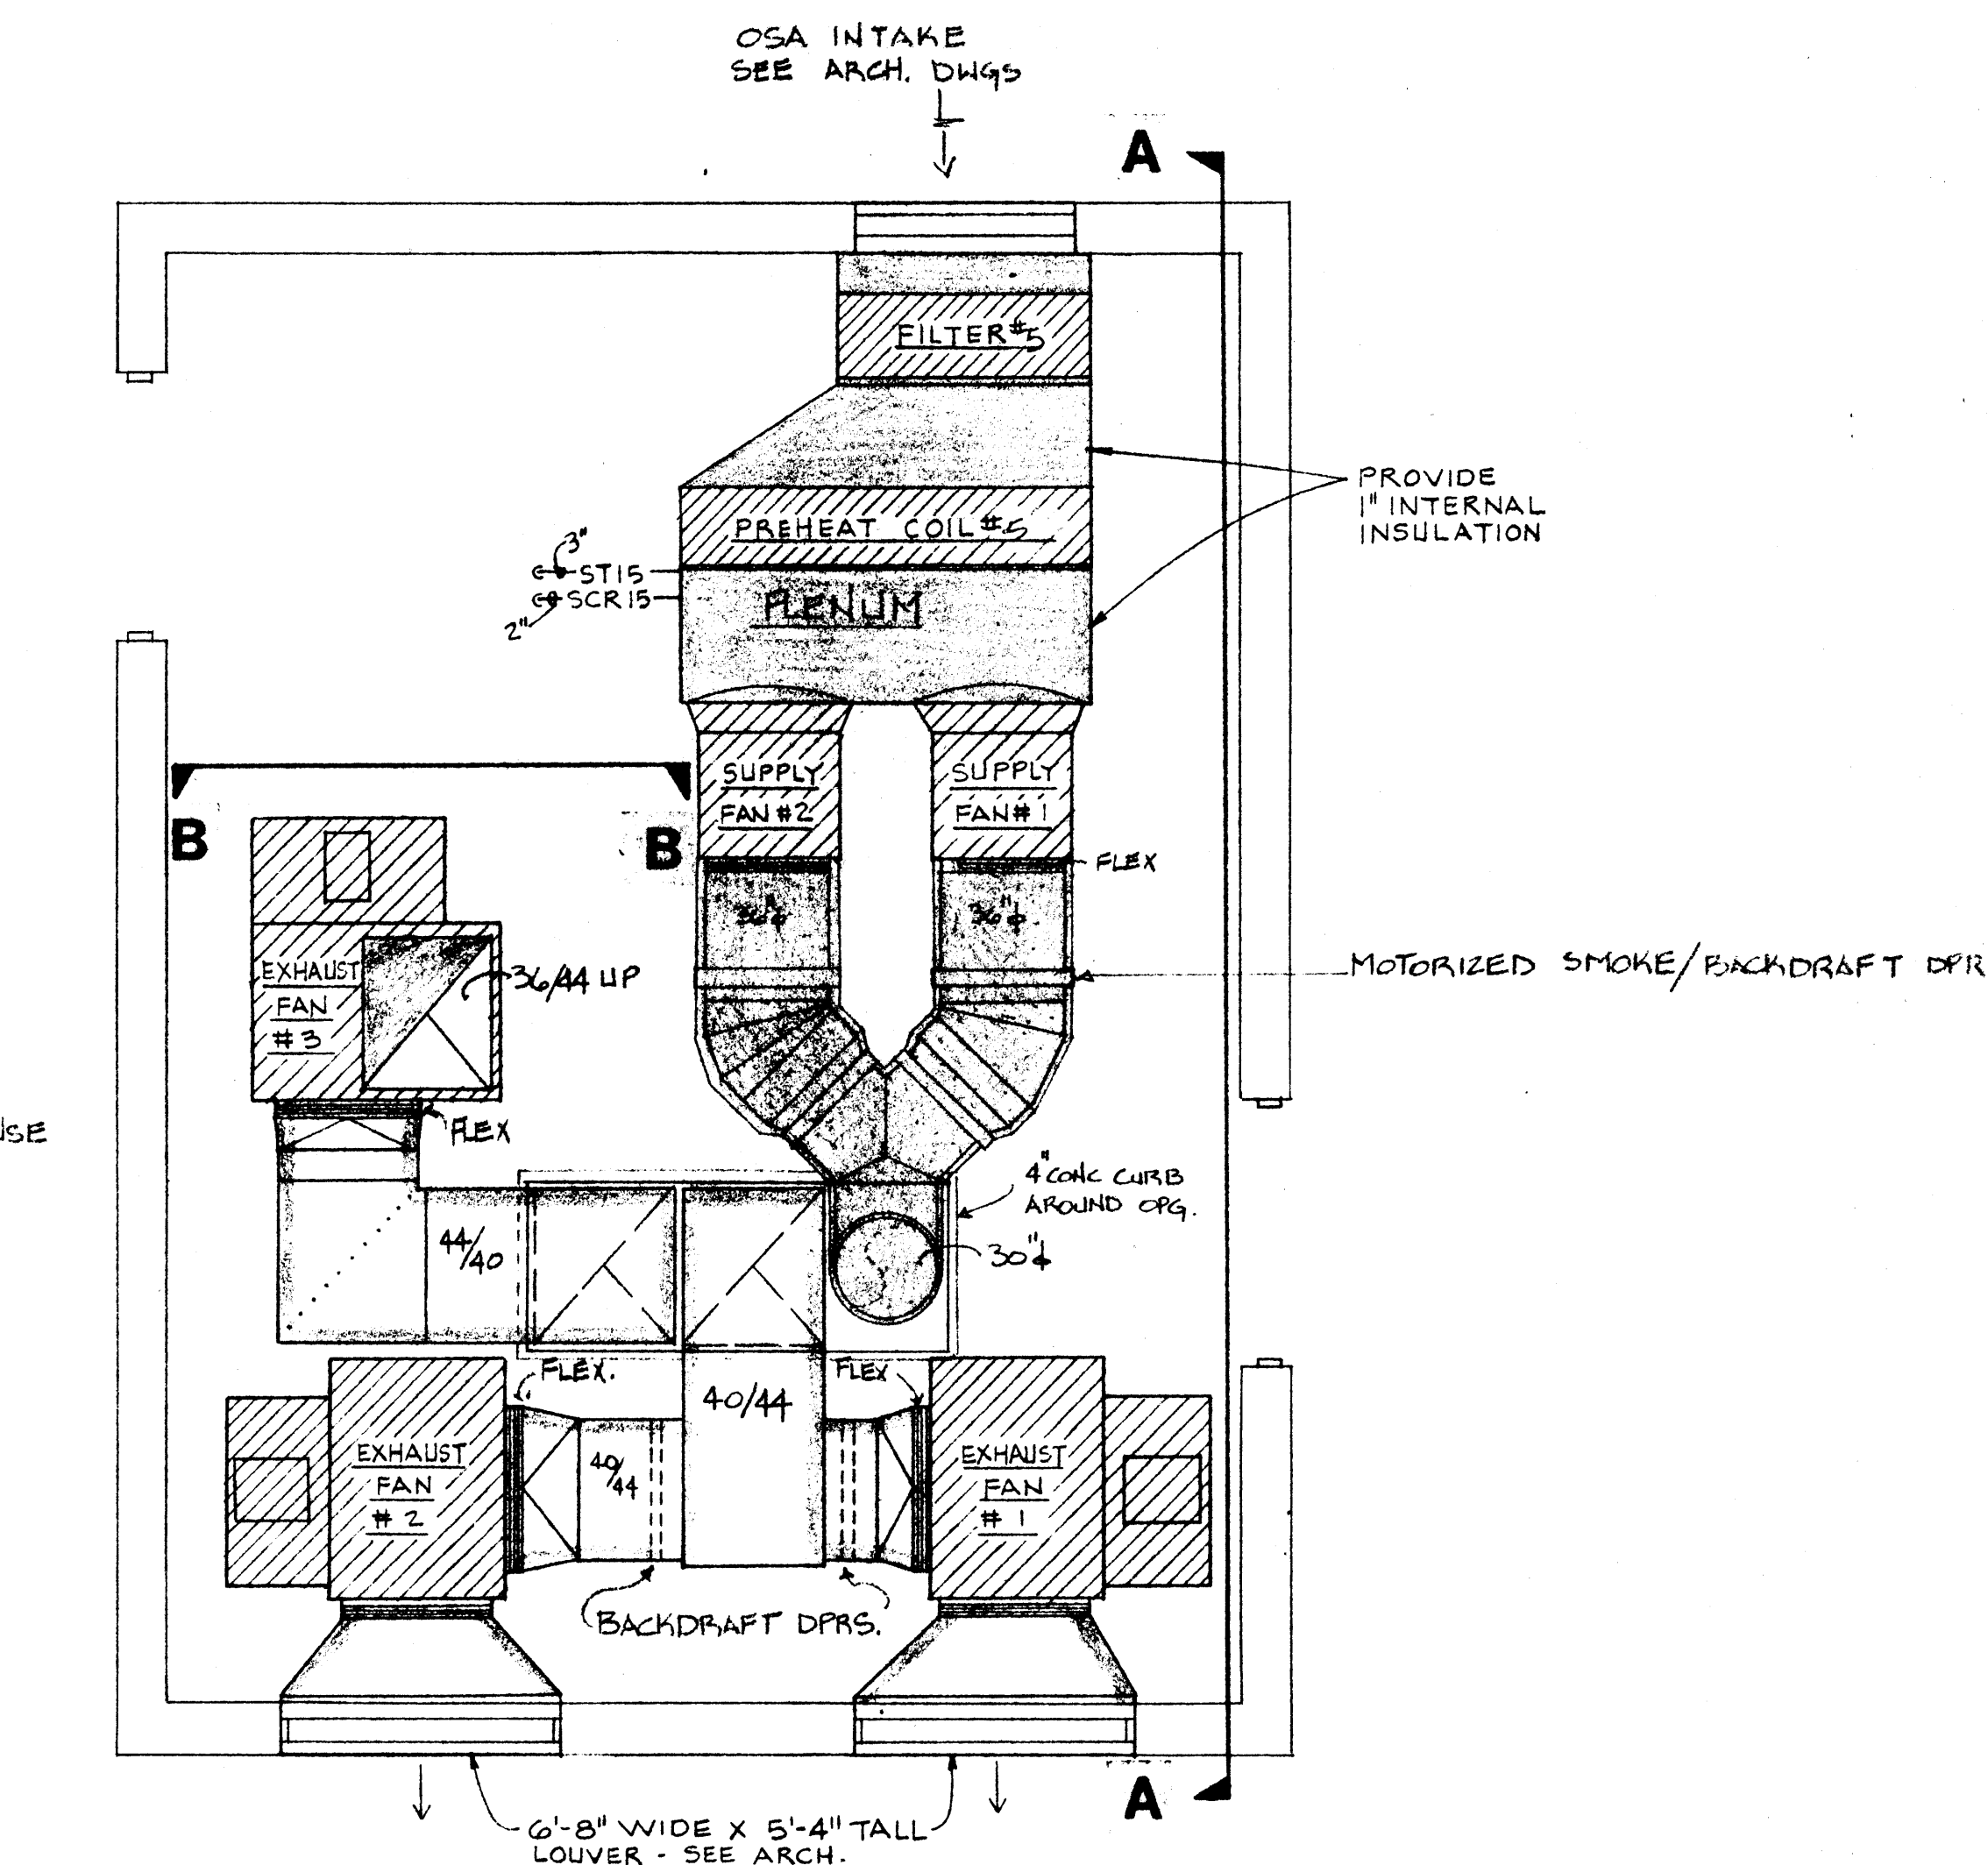 OSA INTAKE
SEE ARCH. DWGS
A
FILTER #5
PROVIDE
1" INTERNAL
INSULATION
PREHEAT COIL #5
3"
ST15
SCR15
2"
PLENUM
SUPPLY
FAN #2
SUPPLY
FAN # 1
B
B
FLEX
36"ϕ
36"ϕ
MOTORIZED SMOKE/BACKDRAFT DPR
EXHAUST
FAN
# 3
36/44 UP
FLEX
4" CONC CURB
AROUND OPG.
44/40
30"ϕ
FLEX.
FLEX
40/44
40/44
EXHAUST
FAN
# 2
EXHAUST
FAN
# 1
BACKDRAFT DPRS.
A
6'-8" WIDE X 5'-4" TALL
LOUVER - SEE ARCH.